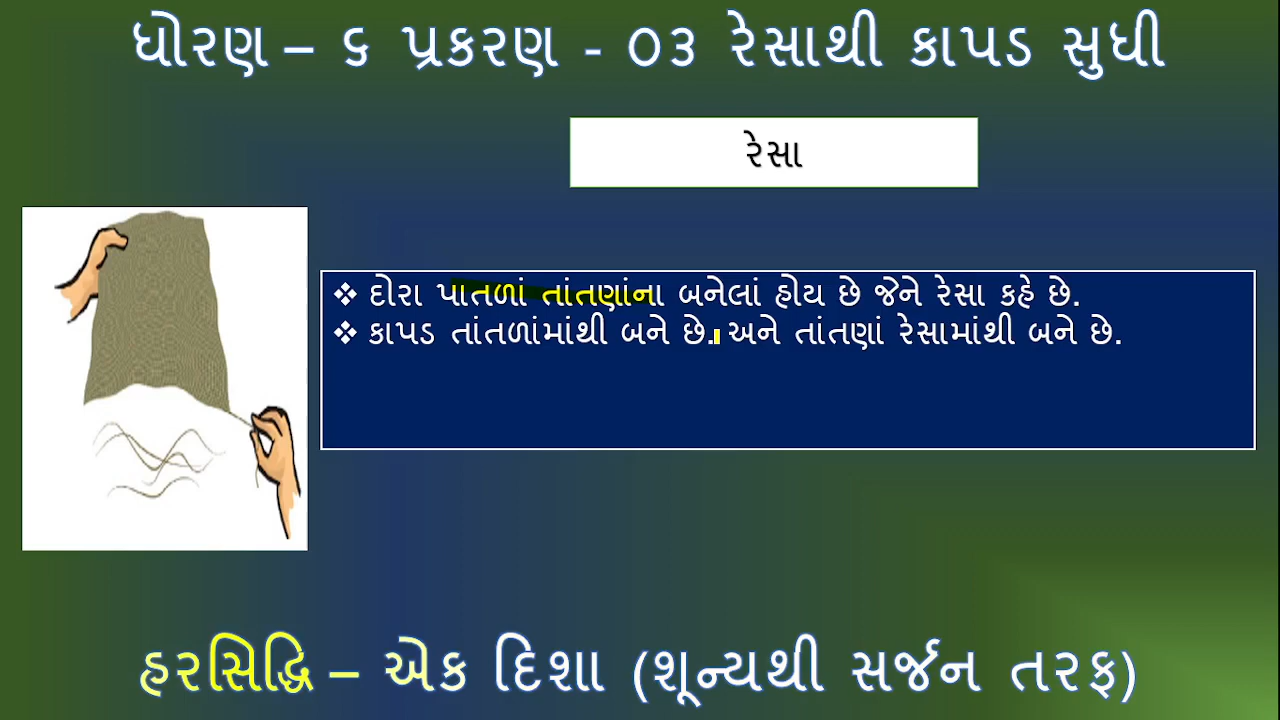 ધોરણ – ૬ પ્રકરણ - ૦૩ રેસાથી કાપડ સુધી
રેસા
❖ દોરા પાતળાં તાંતણાંના બનેલાં હોય છે જેને રેસા કહે છે.
❖ કાપડ તાંતળાંમાંથી બને છે. અને તાંતણાં રેસામાંથી બને છે.
હરસિદ્ધિ – એક દિશા (શૂન્યથી સર્જન તરફ)